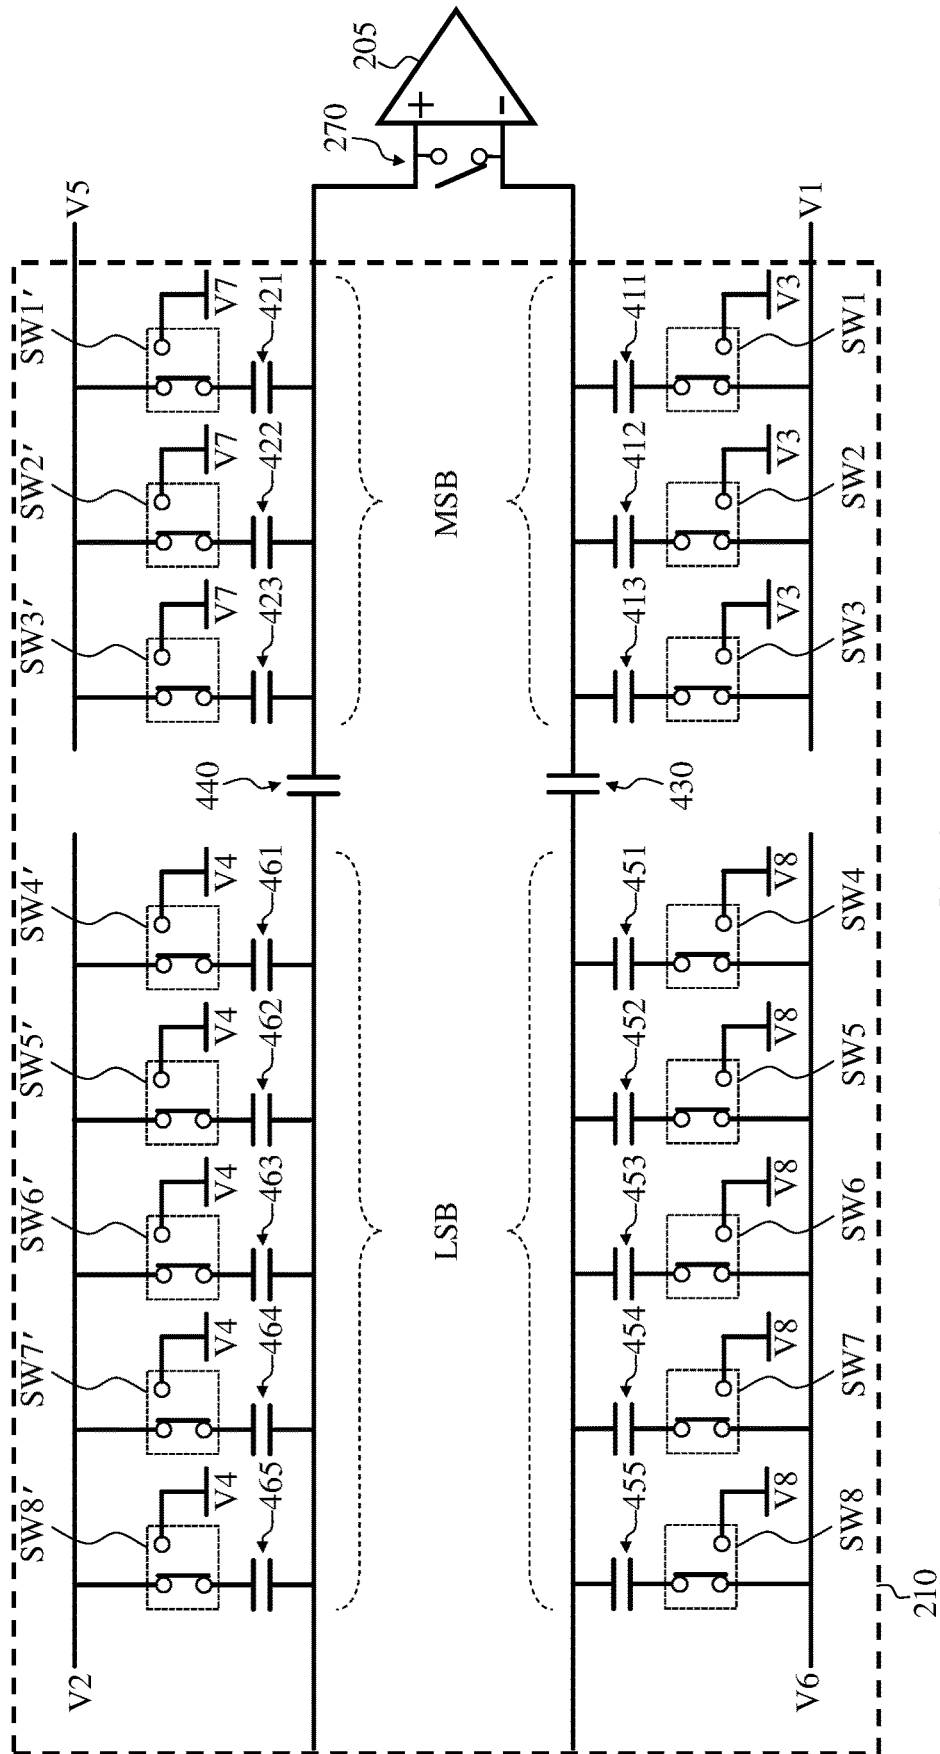 SW8′ SW7′ SW6′ SW5′ SW4′ SW3′ SW2′ SW1′
V2 V5
440
V4 V4 V4 V4 V4 V7 V7 V7
465 464 463 462 461 423 422 421
270
205
+
LSB MSB
-
455 454 453 452 451 413 412 411
430
V8 V8 V8 V8 V8 V3 V3 V3
V6 V1
SW8 SW7 SW6 SW5 SW4 SW3 SW2 SW1
210